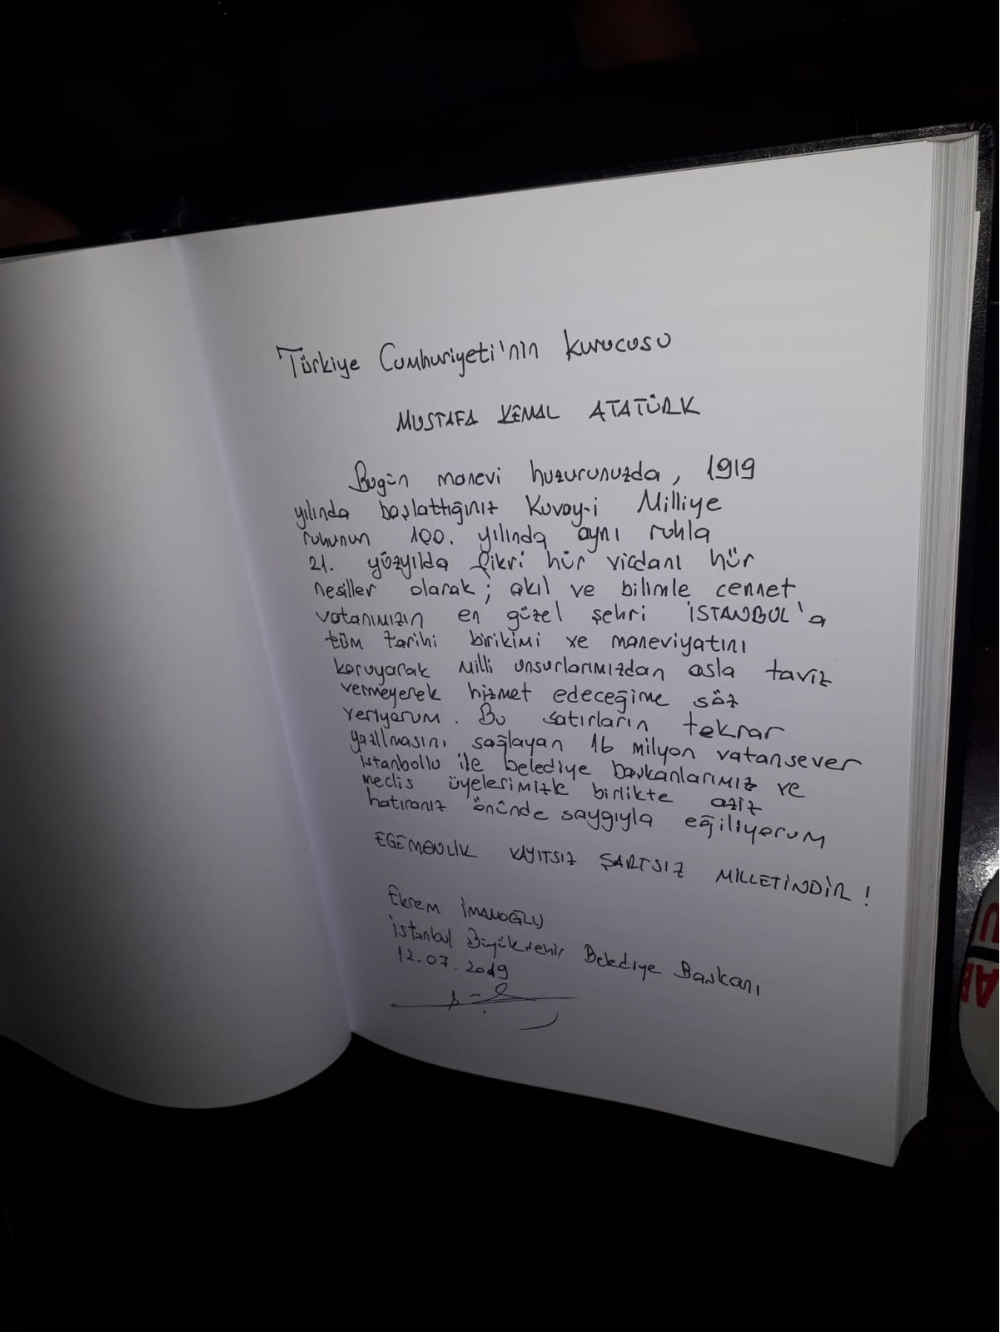 Türkiye Cumhuriyeti'nin Kurucusu
MUSTAFA KEMAL ATATÜRK
Bugün manevi huzurunuzda, 1919
yılında başlattığınız Kuvay-i Milliye
ruhunun 100. yılında aynı ruhla
21. yüzyılda fikri hür vicdanı hür
nesiller olarak; akıl ve bilimle cennet
vatanımızın en güzel şehri İSTANBUL'a
tüm tarihi birikimi ve maneviyatını
koruyarak milli unsurlarımızdan asla taviz
vermeyerek hizmet edeceğime söz
veriyorum. Bu satırların tekrar
yazılmasını sağlayan 16 milyon vatansever
İstanbullu ile belediye başkanlarımız ve
meclis üyelerimizle birlikte aziz
hatıranız önünde saygıyla eğiliyorum
EGEMENLİK KAYITSIZ ŞARTSIZ MİLLETİNDİR!
Ekrem İMAMOĞLU
İstanbul Büyükşehir Belediye Başkanı
12.07.2019